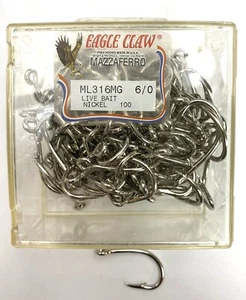 EAGLE CLAW
MAZZAFERRO
ML316MG 6/0
LIVE BAIT
NICKEL 100